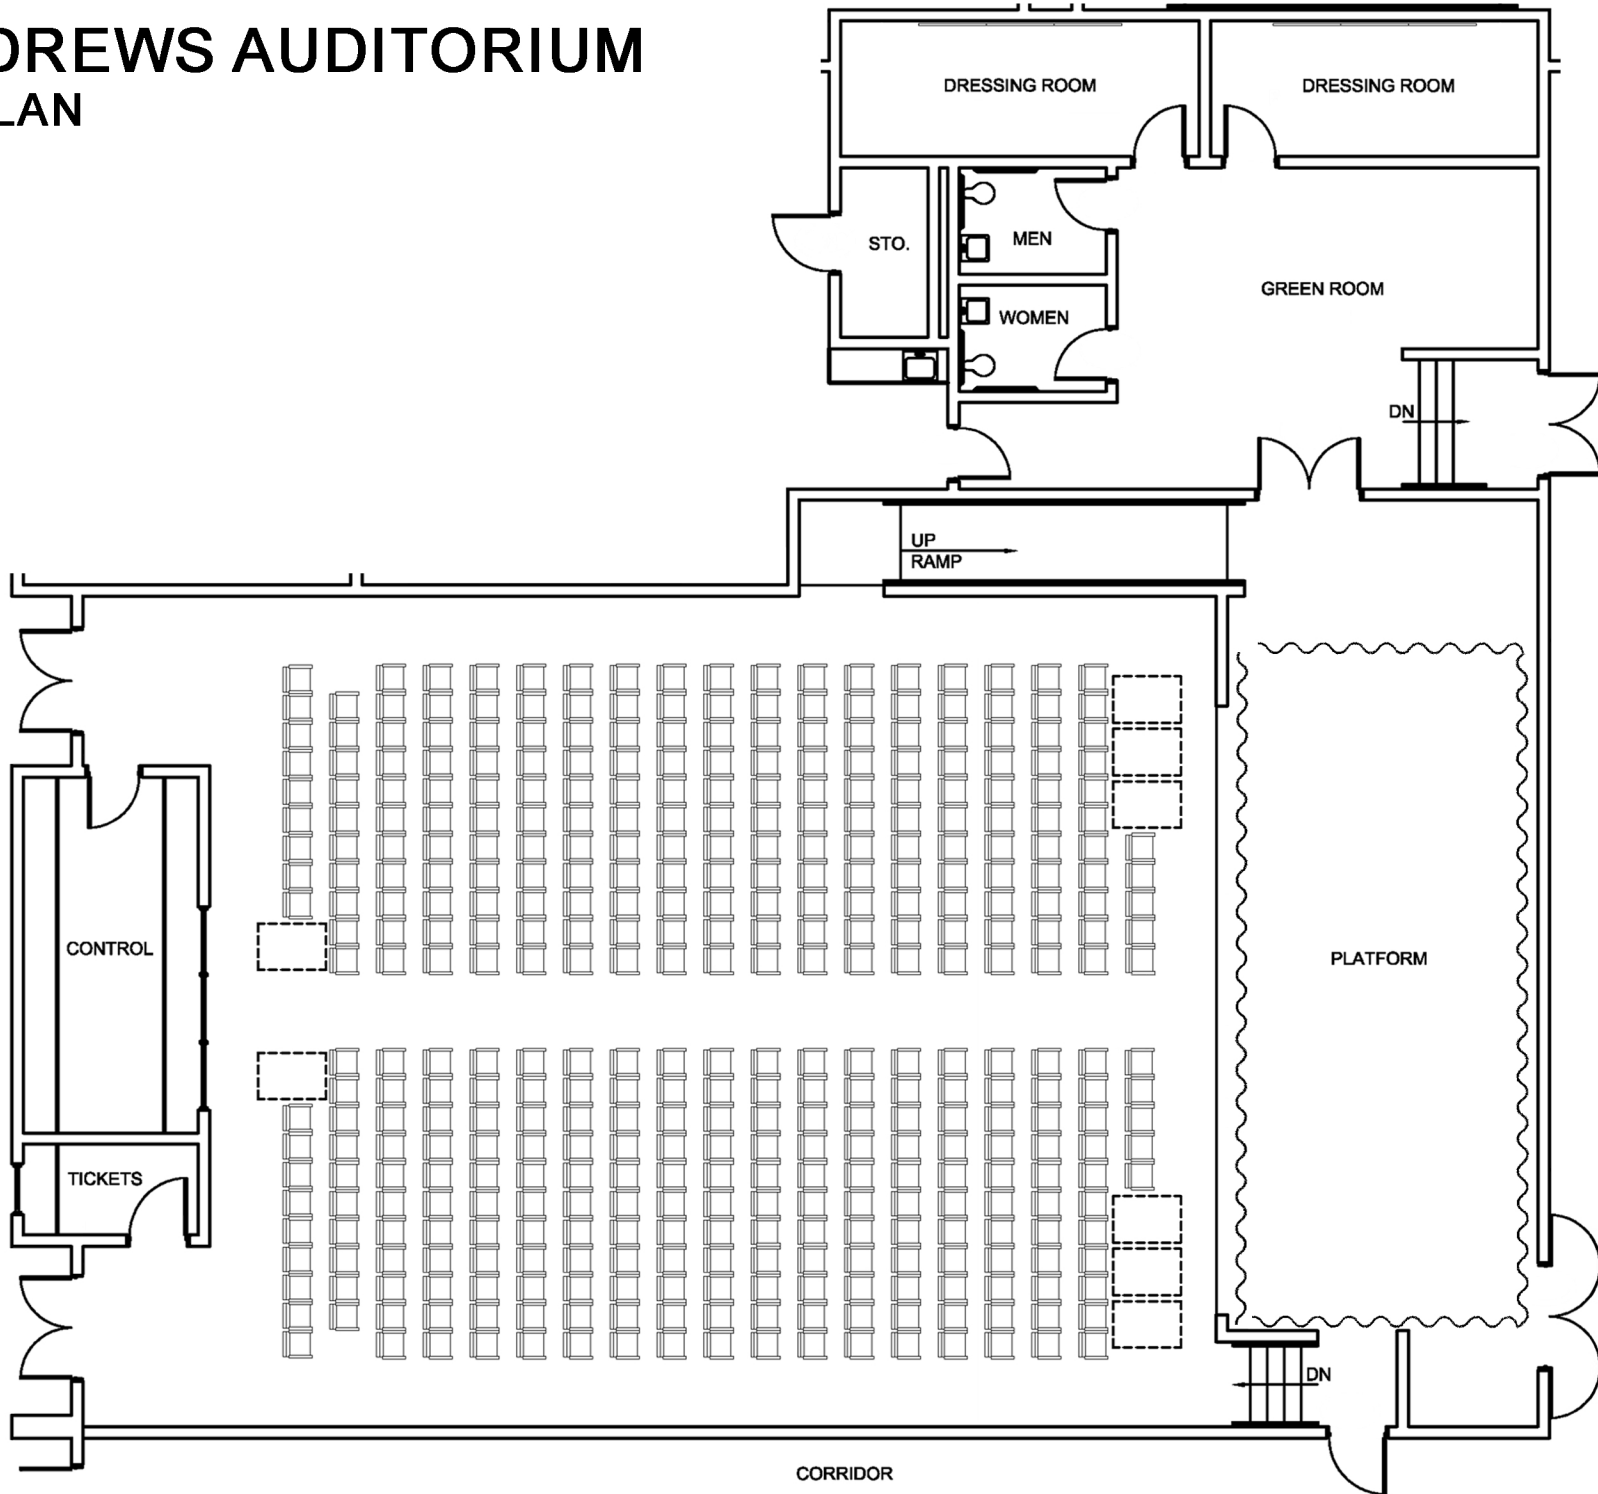 DREWS AUDITORIUM
LAN
DRESSING ROOM
DRESSING ROOM
STO.
MEN
WOMEN
GREEN ROOM
DN
UP
RAMP
CONTROL
PLATFORM
TICKETS
DN
CORRIDOR